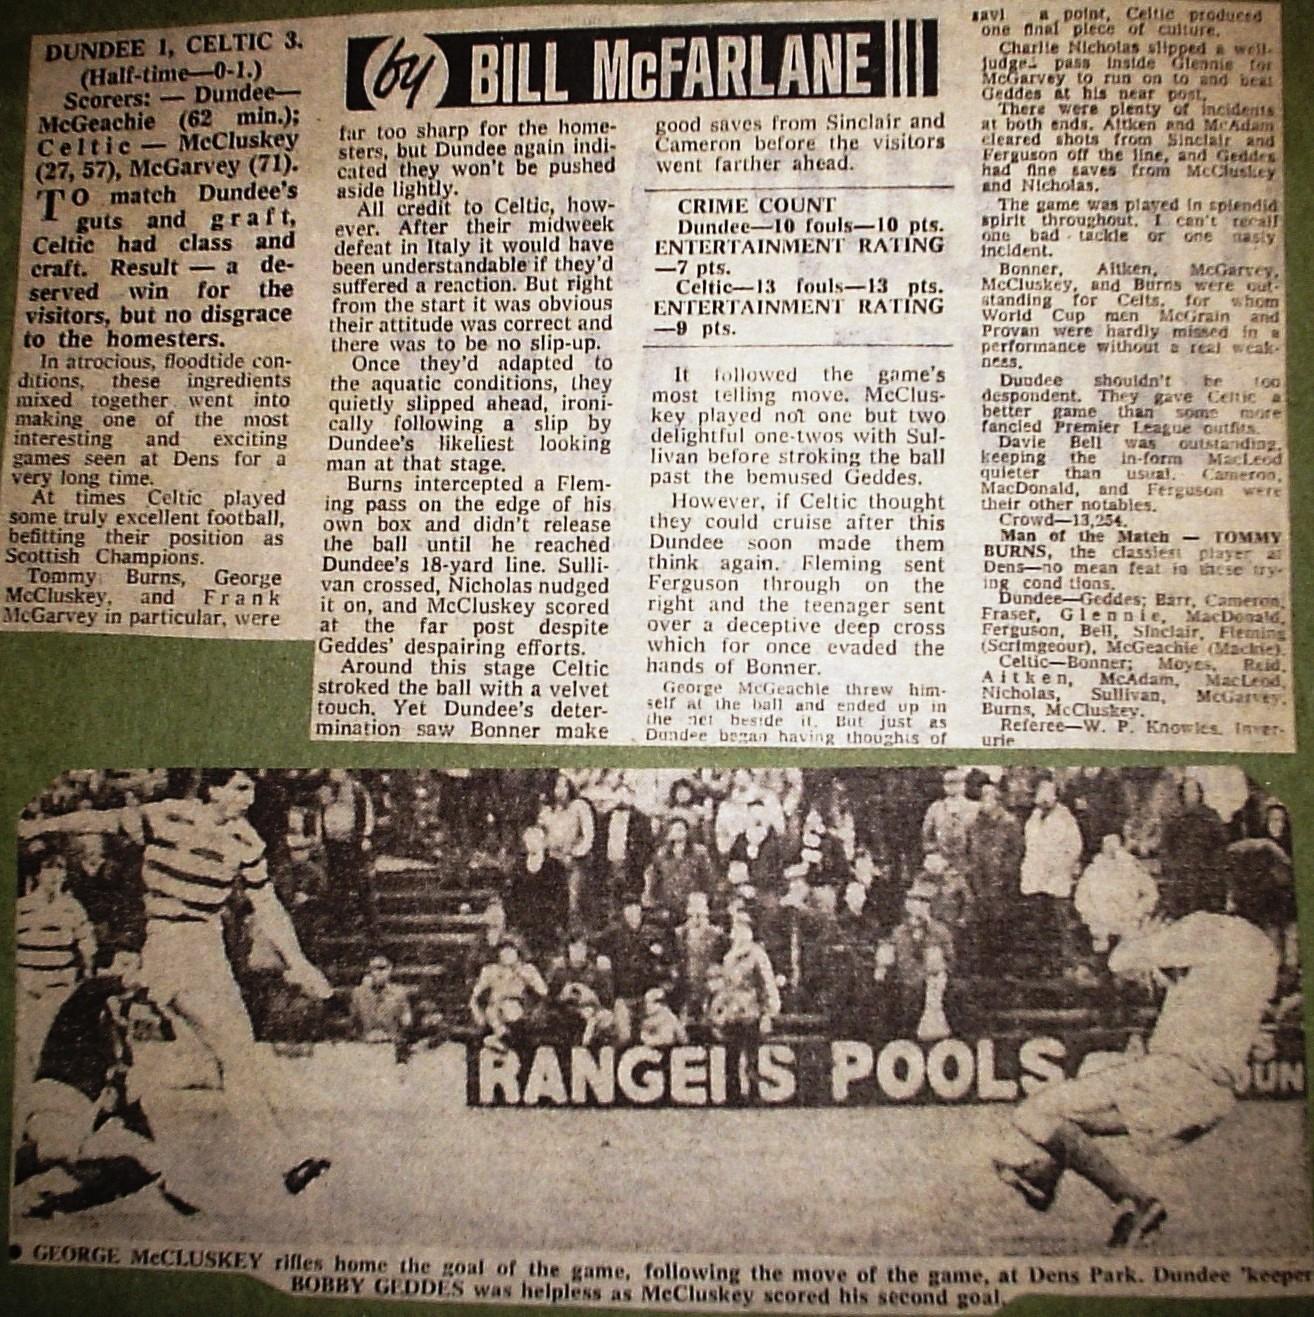 DUNDEE 1, CELTIC 3.
(Half-time—0-1.)
Scorers: — Dundee—
McGeachie (62 min.);
Celtic — McCluskey
(27, 57), McGarvey (71).
TO match Dundee's
guts and graft,
Celtic had class and
craft. Result — a de-
served win for the
visitors, but no disgrace
to the homesters.
In atrocious, floodtide con-
ditions, these ingredients
mixed together went into
making one of the most
interesting and exciting
games seen at Dens for a
very long time.
At times Celtic played
some truly excellent football,
befitting their position as
Scottish Champions.
Tommy Burns, George
McCluskey, and Frank
McGarvey in particular, were
(by) BILL McFARLANE
far too sharp for the home-
sters, but Dundee again indi-
cated they won't be pushed
aside lightly.
All credit to Celtic, how-
ever. After their midweek
defeat in Italy it would have
been understandable if they'd
suffered a reaction. But right
from the start it was obvious
their attitude was correct and
there was to be no slip-up.
Once they'd adapted to
the aquatic conditions, they
quietly slipped ahead, ironi-
cally following a slip by
Dundee's likeliest looking
man at that stage.
Burns intercepted a Flem-
ing pass on the edge of his
own box and didn't release
the ball until he reached
Dundee's 18-yard line. Sulli-
van crossed, Nicholas nudged
it on, and McCluskey scored
at the far post despite
Geddes' despairing efforts.
Around this stage Celtic
stroked the ball with a velvet
touch. Yet Dundee's deter-
mination saw Bonner make
good saves from Sinclair and
Cameron before the visitors
went farther ahead.
CRIME COUNT
Dundee—10 fouls—10 pts.
ENTERTAINMENT RATING
—7 pts.
Celtic—13 fouls—13 pts.
ENTERTAINMENT RATING
—9 pts.
It followed the game's
most telling move. McClus-
key played not one but two
delightful one-twos with Sul-
livan before stroking the ball
past the bemused Geddes.
However, if Celtic thought
they could cruise after this
Dundee soon made them
think again. Fleming sent
Ferguson through on the
right and the teenager sent
over a deceptive deep cross
which for once evaded the
hands of Bonner.
George McGeachie threw him-
self at the ball and ended up in
the net beside it. But just as
Dundee began having thoughts of
a point, Celtic produced
one final piece of culture.
Charlie Nicholas slipped a well-
judged pass inside Glennie for
McGarvey to run on to and beat
Geddes at his near post.
There were plenty of incidents
at both ends. Aitken and McAdam
cleared shots from Sinclair and
Ferguson off the line, and Geddes
had fine saves from McCluskey
and Nicholas.
The game was played in splendid
spirit throughout. I can't recall
one bad tackle or one nasty
incident.
Bonner, Aitken, McGarvey,
McCluskey, and Burns were out-
standing for Celts, for whom
World Cup men McGrain and
Provan were hardly missed in a
performance without a real weak-
ness.
Dundee shouldn't be too
despondent. They gave Celtic a
better game than some more
fancied Premier League outfits.
Davie Bell was outstanding,
keeping the in-form MacLeod
quieter than usual. Cameron,
MacDonald, and Ferguson were
their other notables.
Crowd—13,254.
Man of the Match — TOMMY
BURNS, the classiest player at
Dens—no mean feat in these try-
ing conditions.
Dundee—Geddes; Barr, Cameron,
Fraser, Glennie, MacDonald,
Ferguson, Bell, Sinclair, Fleming
(Scrimgeour), McGeachie (Mackie).
Celtic—Bonner; Moyes, Reid,
Aitken, McAdam, MacLeod,
Nicholas, Sullivan, McGarvey,
Burns, McCluskey.
Referee—W. P. Knowles, Inver-
urie
RANGERS POOLS
● GEORGE McCLUSKEY rifles home the goal of the game, following the move of the game, at Dens Park. Dundee 'keeper
BOBBY GEDDES was helpless as McCluskey scored his second goal.